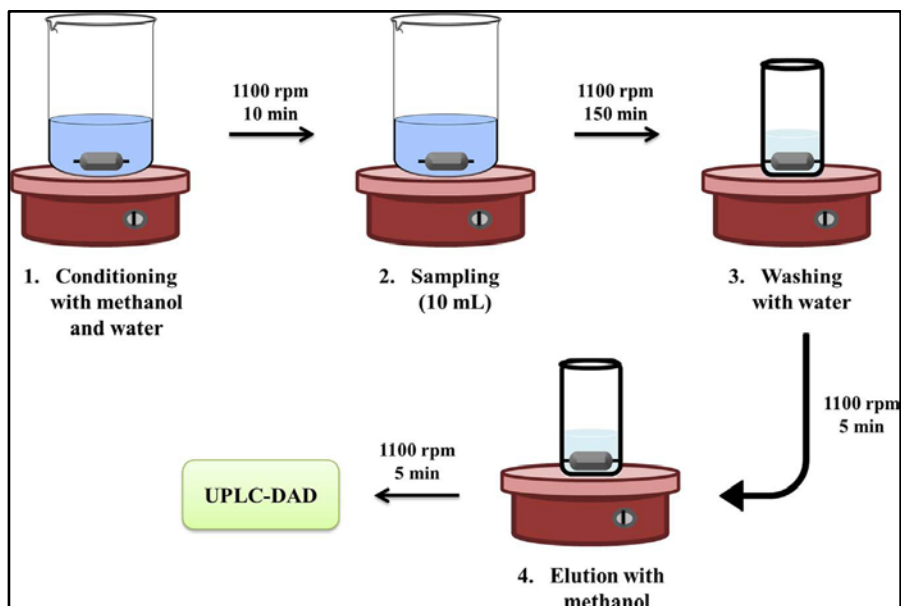 1100 rpm
10 min
1100 rpm
150 min
1. Conditioning
with methanol
and water
2. Sampling
(10 mL)
3. Washing
with water
1100 rpm
5 min
1100 rpm
5 min
UPLC-DAD
4. Elution with
methanol